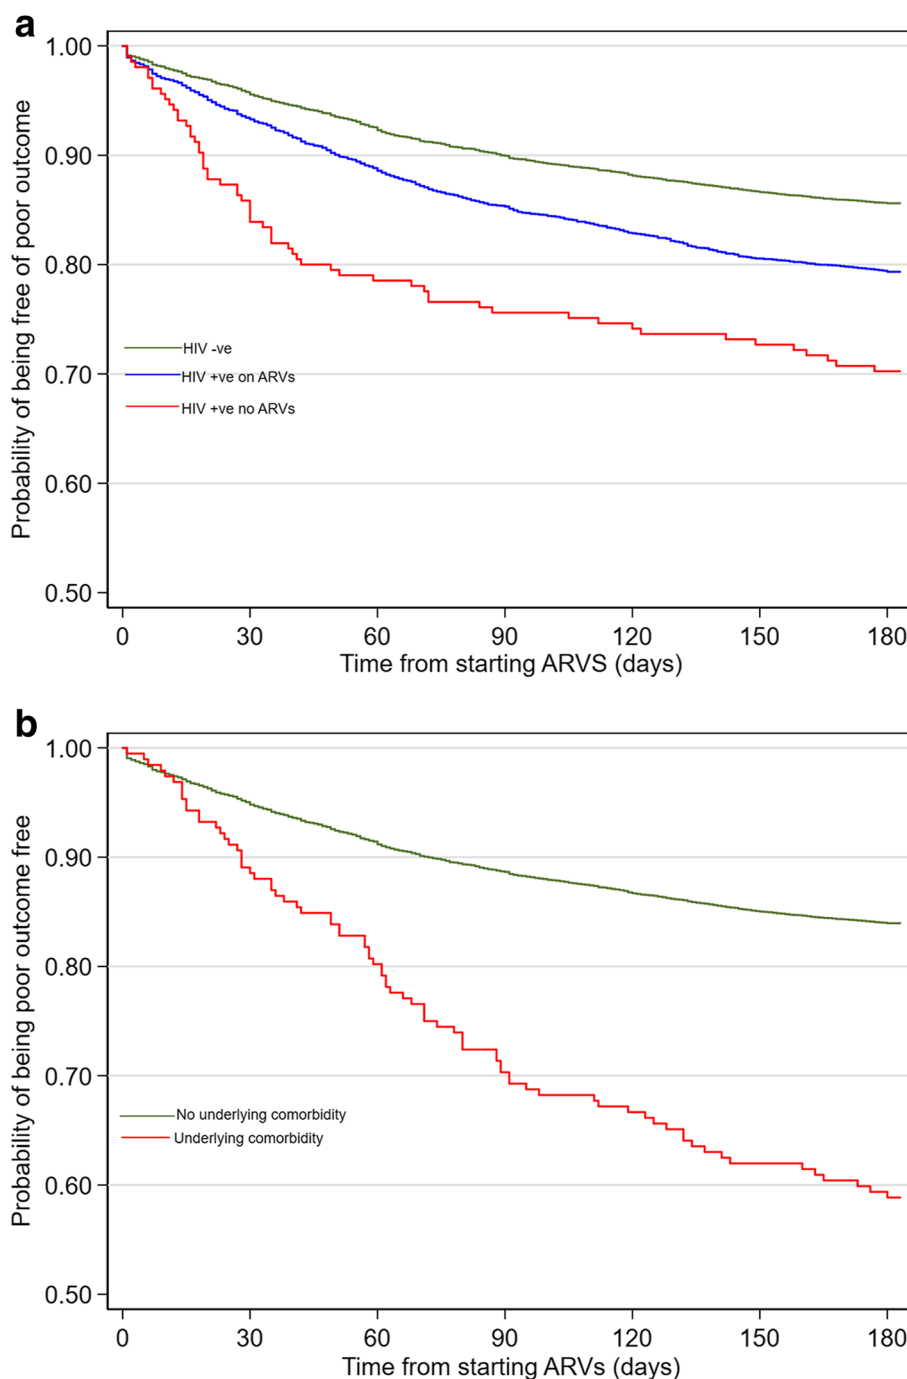 a
Probability of being free of poor outcome
1.00
0.90
0.80
0.70
0.60
0.50
HIV -ve
HIV +ve on ARVs
HIV +ve no ARVs
0 30 60 90 120 150 180
Time from starting ARVS (days)
b
Probability of being poor outcome free
1.00
0.90
0.80
0.70
0.60
0.50
No underlying comorbidity
Underlying comorbidity
0 30 60 90 120 150 180
Time from starting ARVs (days)